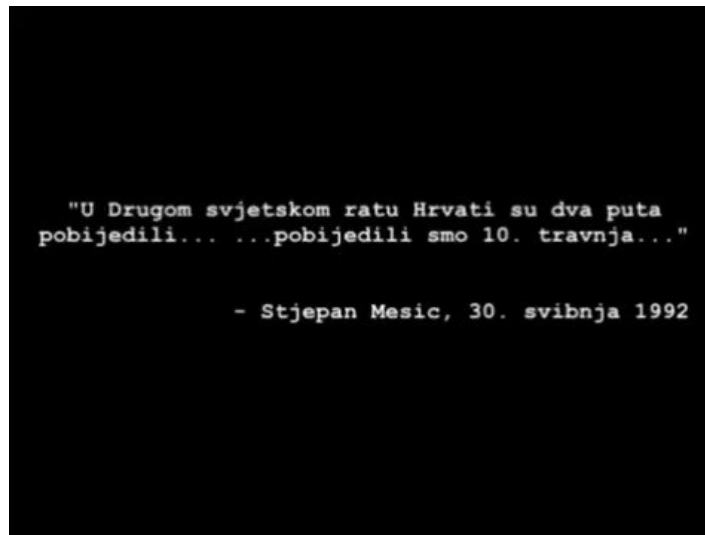 "U Drugom svjetskom ratu Hrvati su dva puta
pobijedili... ...pobijedili smo 10. travnja..."
- Stjepan Mesic, 30. svibnja 1992